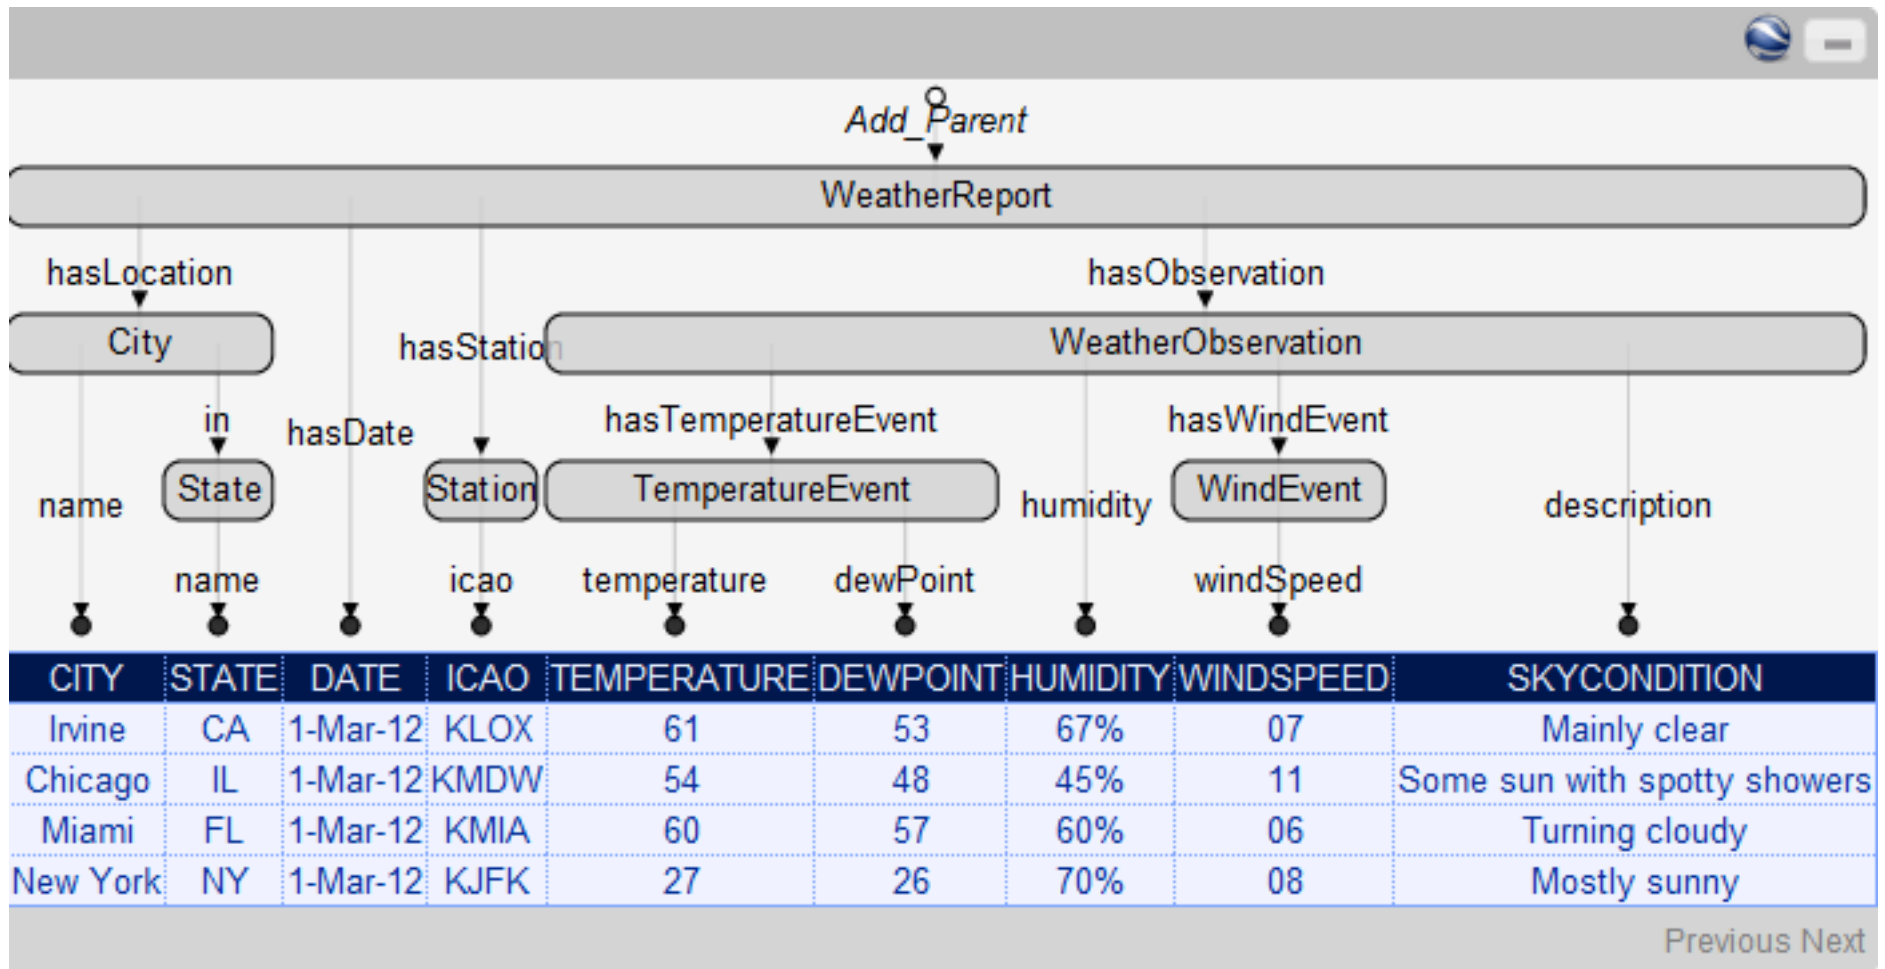 Add_Parent
WeatherReport
hasLocation hasObservation
City hasStation WeatherObservation
in hasDate hasTemperatureEvent hasWindEvent
name State Station TemperatureEvent humidity WindEvent description
name icao temperature dewPoint windSpeed
CITY STATE DATE ICAO TEMPERATURE DEWPOINT HUMIDITY WINDSPEED SKYCONDITION
Irvine CA 1-Mar-12 KLOX 61 53 67% 07 Mainly clear
Chicago IL 1-Mar-12 KMDW 54 48 45% 11 Some sun with spotty showers
Miami FL 1-Mar-12 KMIA 60 57 60% 06 Turning cloudy
New York NY 1-Mar-12 KJFK 27 26 70% 08 Mostly sunny
Previous Next